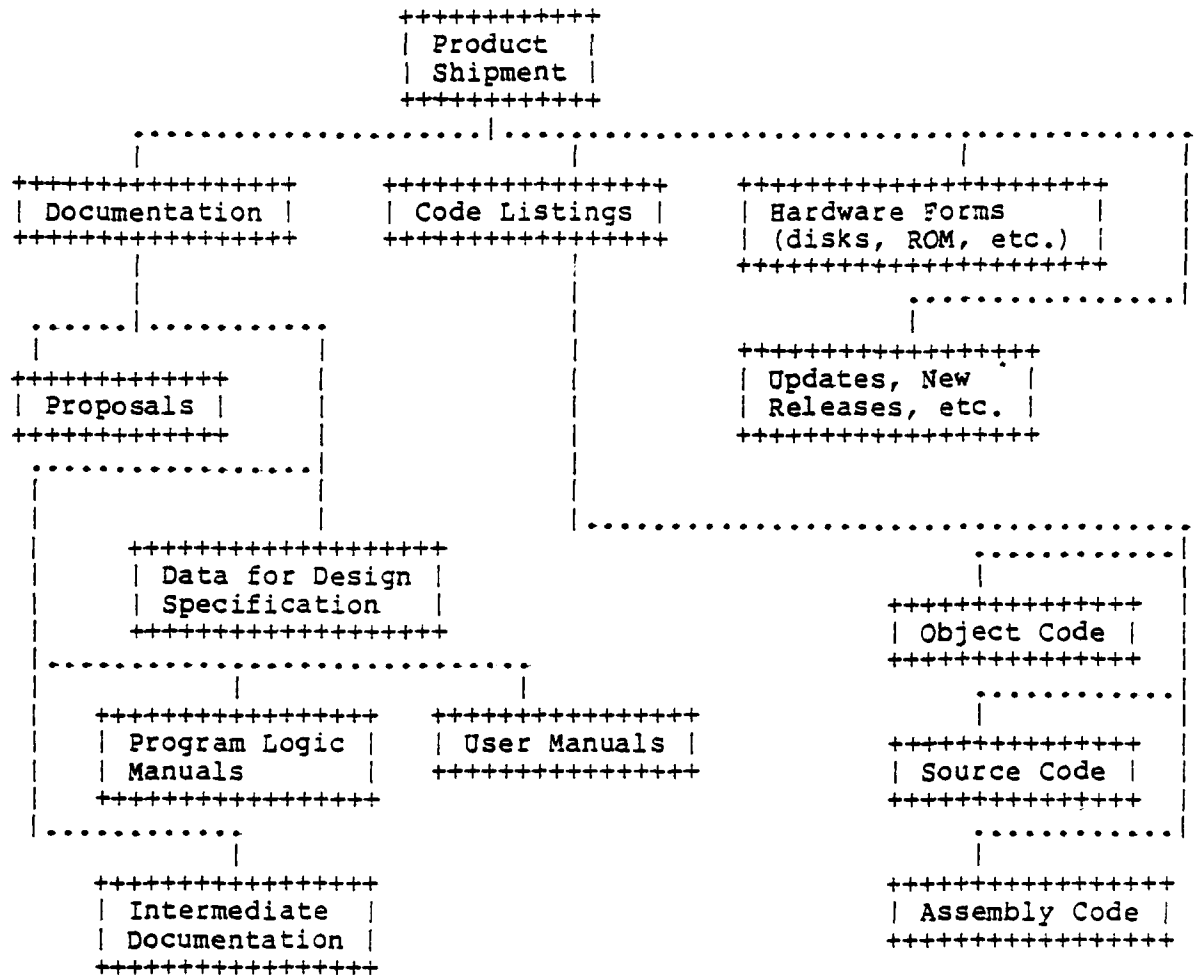 Product
Shipment
Documentation
Code Listings
Hardware Forms
(disks, ROM, etc.)
Updates, New
Releases, etc.
Proposals
Data for Design
Specification
Object Code
Program Logic
Manuals
User Manuals
Source Code
Intermediate
Documentation
Assembly Code